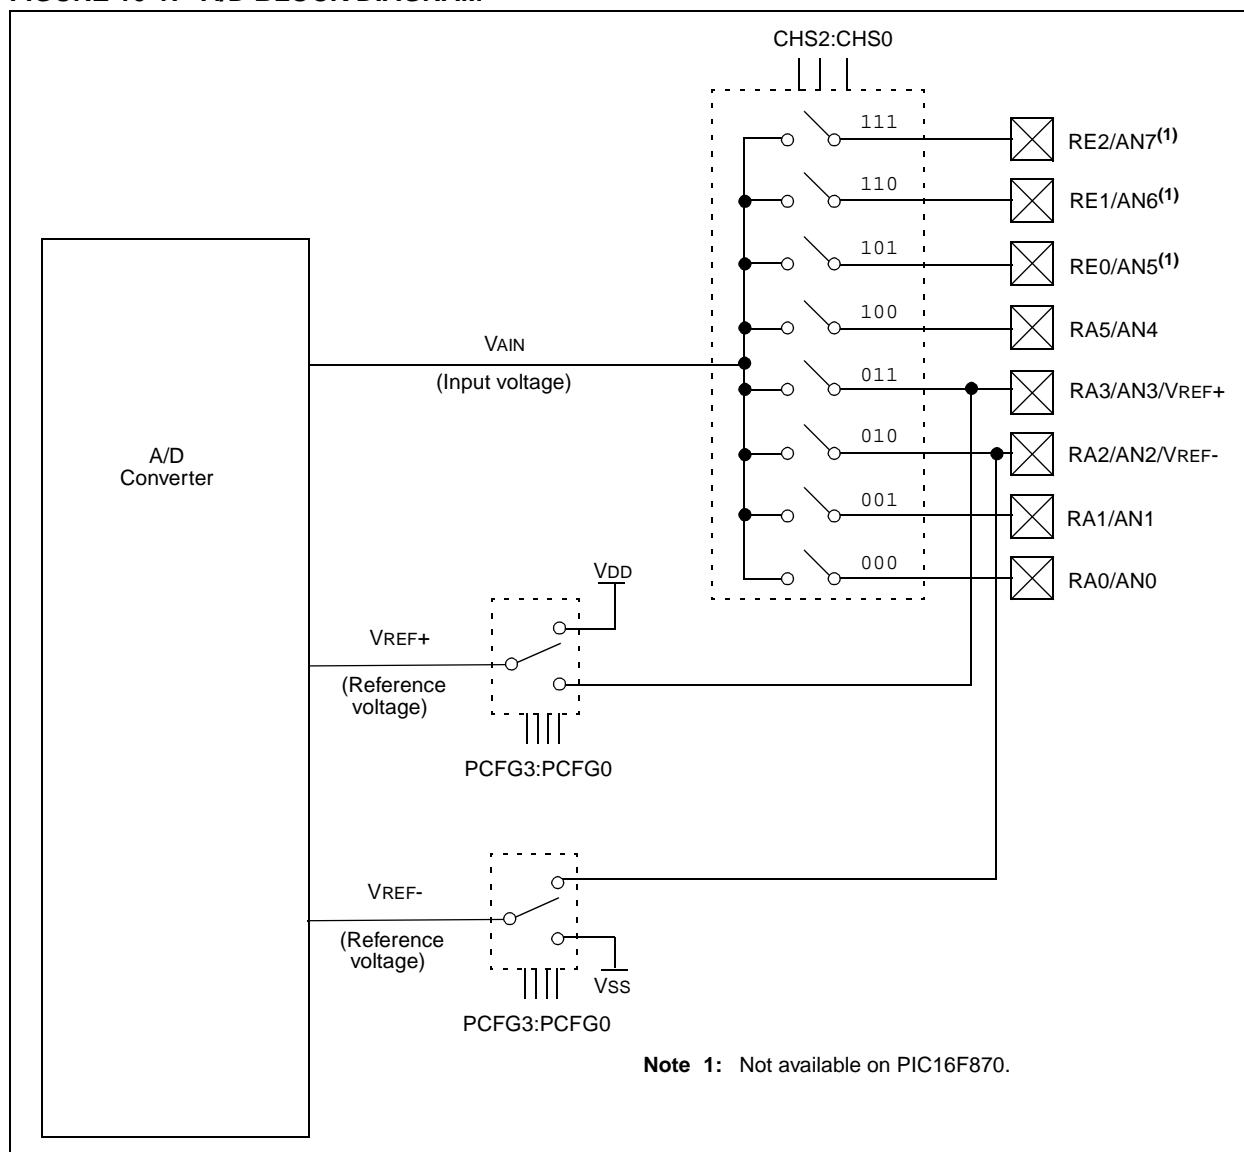 CHS2:CHS0
111
RE2/AN7(1)
110
RE1/AN6(1)
101
RE0/AN5(1)
100
RA5/AN4
VAIN
(Input voltage)
011
RA3/AN3/VREF+
010
RA2/AN2/VREF-
A/D
Converter
001
RA1/AN1
000
RA0/AN0
VDD
VREF+
(Reference
voltage)
PCFG3:PCFG0
VREF-
(Reference
voltage)
VSS
PCFG3:PCFG0
Note 1: Not available on PIC16F870.